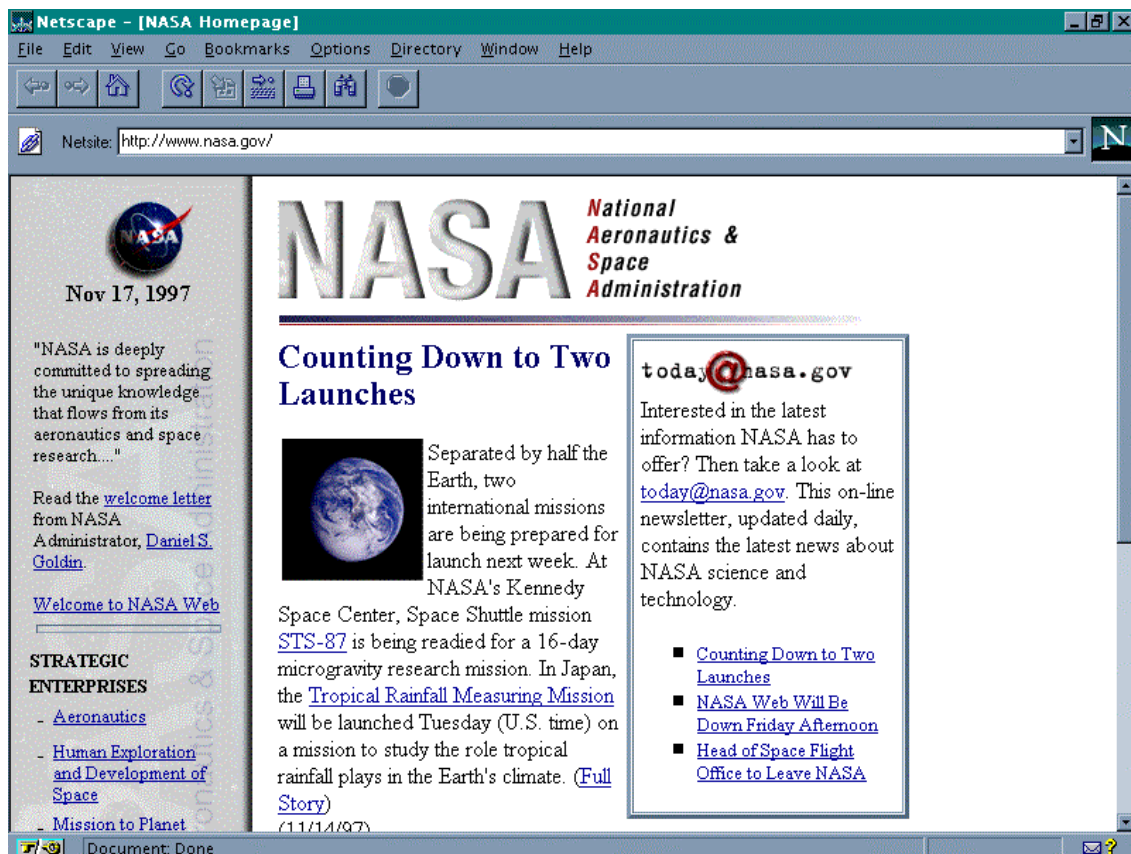 Netscape - [NASA Homepage]
File Edit View Go Bookmarks Options Directory Window Help
Netsite: http://www.nasa.gov/
N
NASA
Nov 17, 1997
"NASA is deeply
committed to spreading
the unique knowledge
that flows from its
aeronautics and space
research...."
Read the welcome letter
from NASA
Administrator, Daniel S.
Goldin.
Welcome to NASA Web
STRATEGIC
ENTERPRISES
- Aeronautics
- Human Exploration
and Development of
Space
- Mission to Planet
NASA
National
Aeronautics &
Space
Administration
Counting Down to Two
Launches
Separated by half the
Earth, two
international missions
are being prepared for
launch next week. At
NASA's Kennedy
Space Center, Space Shuttle mission
STS-87 is being readied for a 16-day
microgravity research mission. In Japan,
the Tropical Rainfall Measuring Mission
will be launched Tuesday (U.S. time) on
a mission to study the role tropical
rainfall plays in the Earth's climate. (Full
Story)
(11/14/97)
today@nasa.gov
Interested in the latest
information NASA has to
offer? Then take a look at
today@nasa.gov. This on-line
newsletter, updated daily,
contains the latest news about
NASA science and
technology.
Counting Down to Two
Launches
NASA Web Will Be
Down Friday Afternoon
Head of Space Flight
Office to Leave NASA
Document: Done